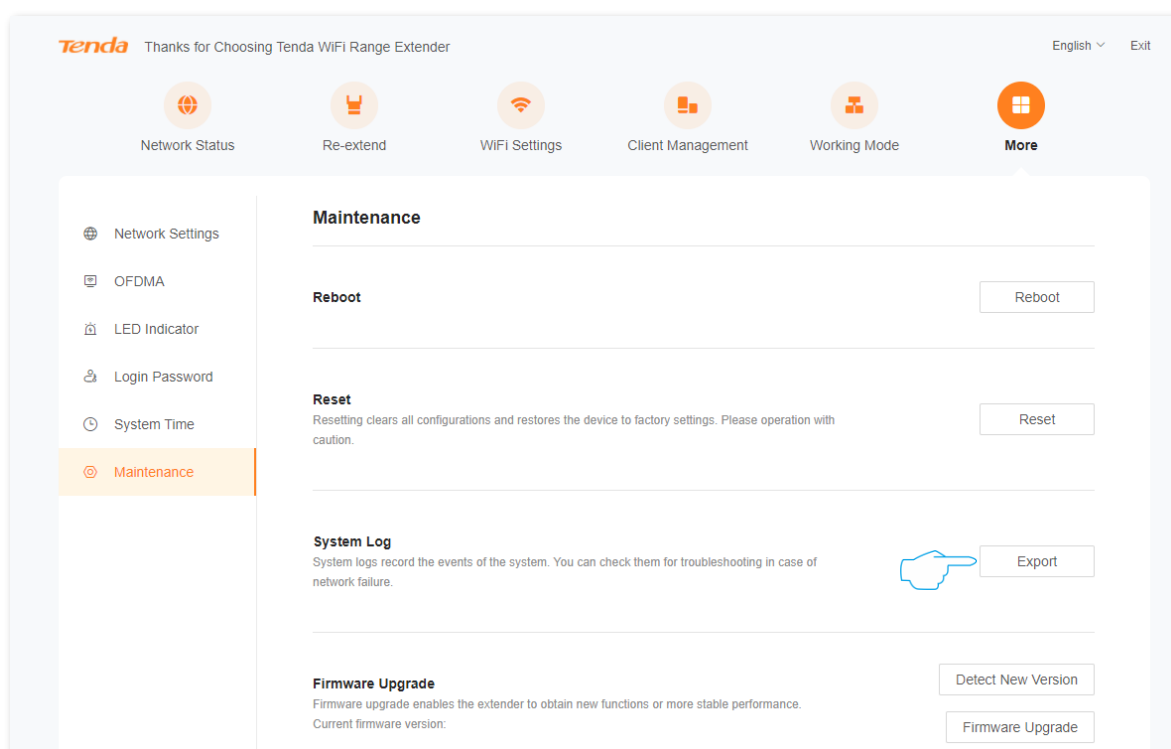 Tenda Thanks for Choosing Tenda WiFi Range Extender English Exit
Network Status Re-extend WiFi Settings Client Management Working Mode More
Network Settings
OFDMA
LED Indicator
Login Password
System Time
Maintenance
Maintenance
Reboot Reboot
Reset
Resetting clears all configurations and restores the device to factory settings. Please operation with
caution.
Reset
System Log
System logs record the events of the system. You can check them for troubleshooting in case of
network failure.
Export
Firmware Upgrade
Firmware upgrade enables the extender to obtain new functions or more stable performance.
Current firmware version:
Detect New Version
Firmware Upgrade